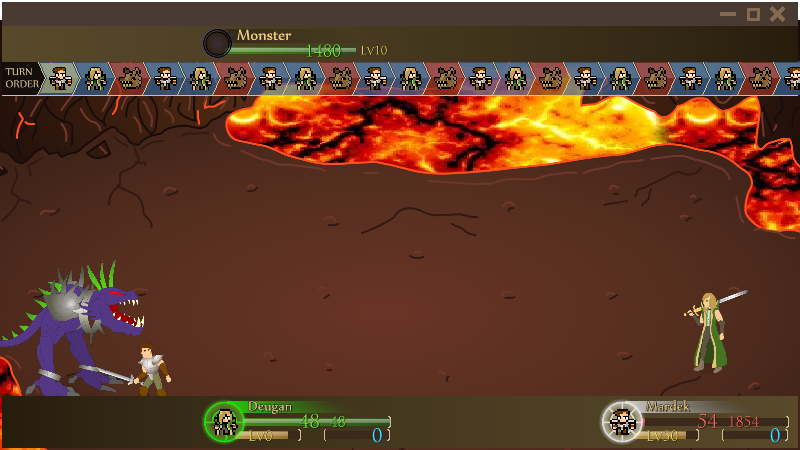 Monster
1480 Lv10
TURN
ORDER
Deugan
48 48
Lv0 0
Mardek
54 1854
Lv50 0